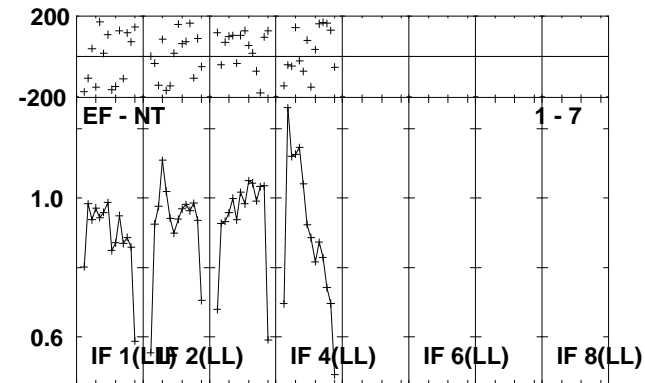 200
-200
EF - NT 1 - 7
1.0
0.6
IF 1(LL) IF 2(LL) IF 4(LL) IF 6(LL) IF 8(LL)